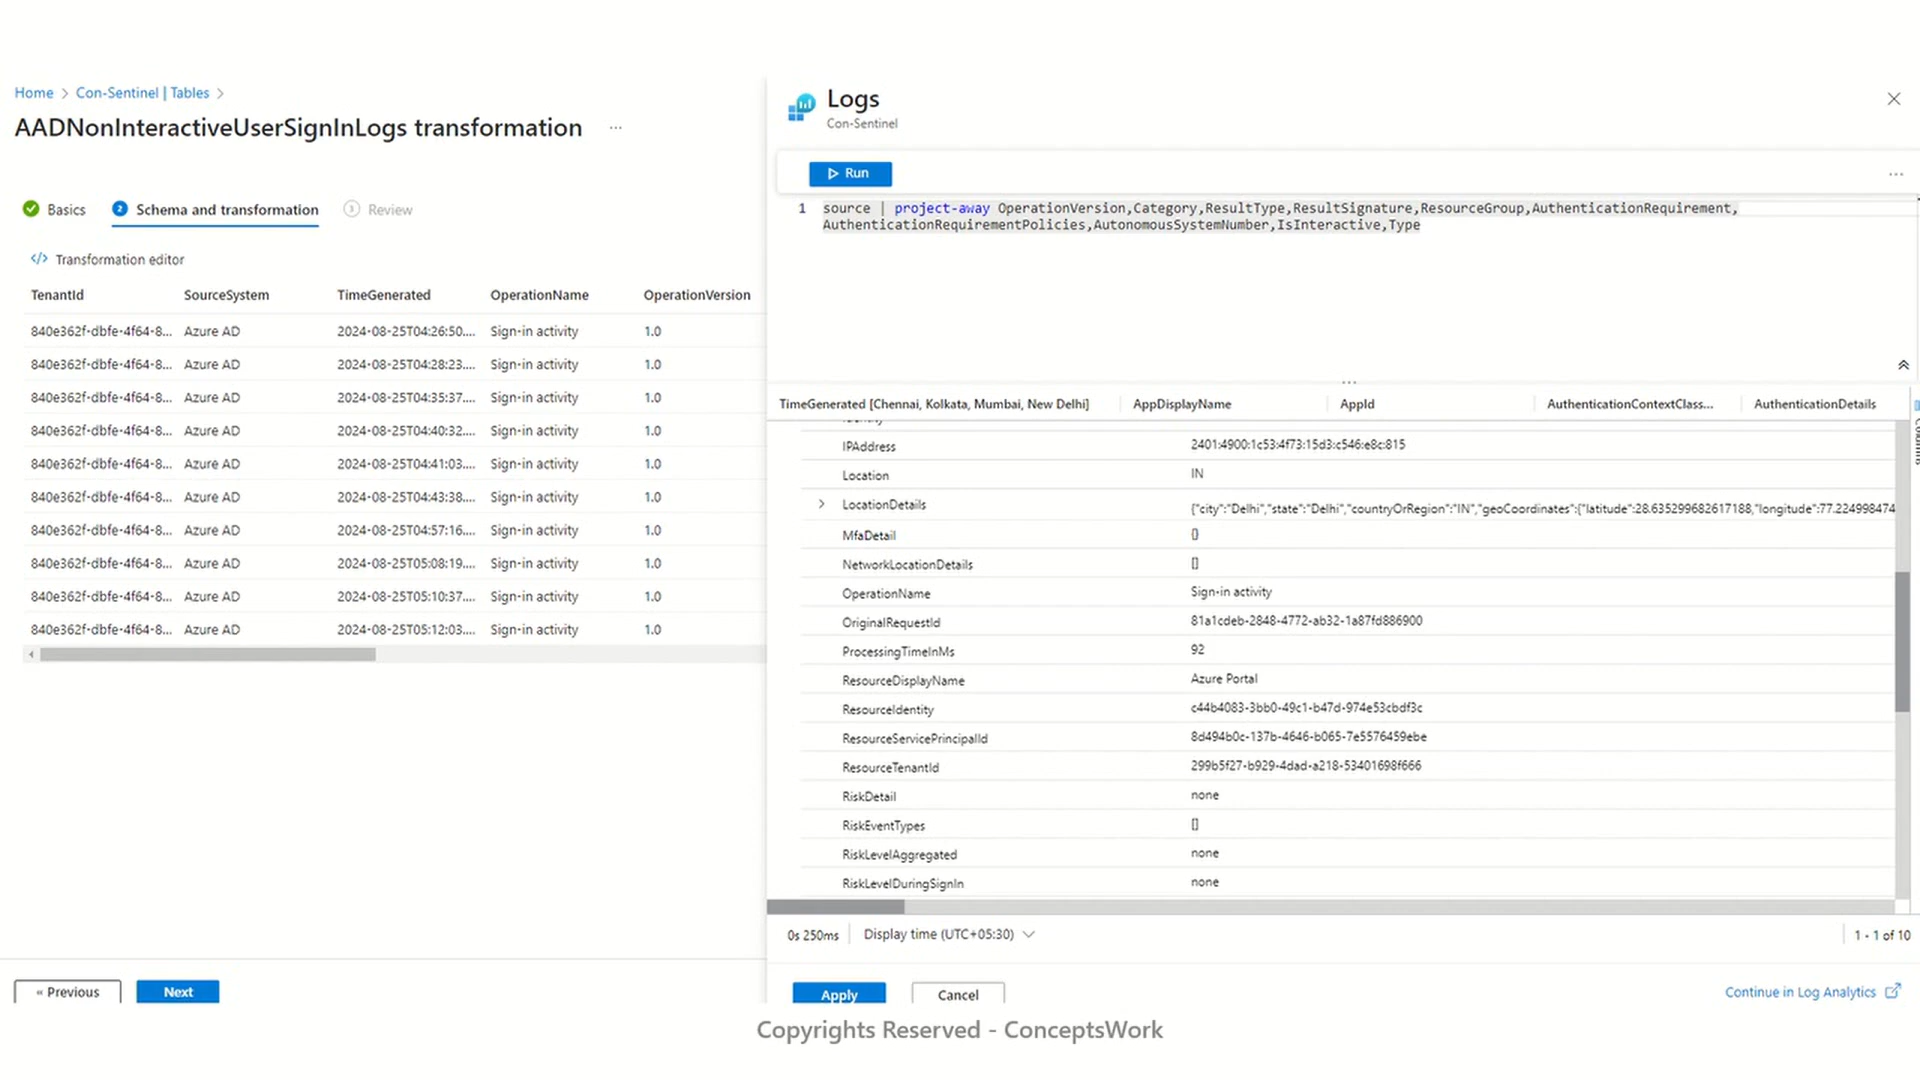 Home > Con-Sentinel | Tables >
AADNonInteractiveUserSignInLogs transformation ...
Basics
2 Schema and transformation
3 Review
</> Transformation editor
TenantId SourceSystem TimeGenerated OperationName OperationVersion
840e362f-dbfe-4f64-8... Azure AD 2024-08-25T04:26:50.... Sign-in activity 1.0
840e362f-dbfe-4f64-8... Azure AD 2024-08-25T04:28:23.... Sign-in activity 1.0
840e362f-dbfe-4f64-8... Azure AD 2024-08-25T04:35:37.... Sign-in activity 1.0
840e362f-dbfe-4f64-8... Azure AD 2024-08-25T04:40:32.... Sign-in activity 1.0
840e362f-dbfe-4f64-8... Azure AD 2024-08-25T04:41:03.... Sign-in activity 1.0
840e362f-dbfe-4f64-8... Azure AD 2024-08-25T04:43:38.... Sign-in activity 1.0
840e362f-dbfe-4f64-8... Azure AD 2024-08-25T04:57:16.... Sign-in activity 1.0
840e362f-dbfe-4f64-8... Azure AD 2024-08-25T05:08:19.... Sign-in activity 1.0
840e362f-dbfe-4f64-8... Azure AD 2024-08-25T05:10:37.... Sign-in activity 1.0
840e362f-dbfe-4f64-8... Azure AD 2024-08-25T05:12:03.... Sign-in activity 1.0
« Previous
Next
Logs
Con-Sentinel
Run
...
1 source | project-away OperationVersion,Category,ResultType,ResultSignature,ResourceGroup,AuthenticationRequirement,
AuthenticationRequirementPolicies,AutonomousSystemNumber,IsInteractive,Type
...
TimeGenerated [Chennai, Kolkata, Mumbai, New Delhi] AppDisplayName AppId AuthenticationContextClass... AuthenticationDetails
Identity
IPAddress 2401:4900:1c53:4f73:15d3:c546:e8c:815
Location IN
LocationDetails {"city":"Delhi","state":"Delhi","countryOrRegion":"IN","geoCoordinates":{"latitude":28.635299682617188,"longitude":77.224998474
MfaDetail {}
NetworkLocationDetails []
OperationName Sign-in activity
OriginalRequestId 81a1cdeb-2848-4772-ab32-1a87fd886900
ProcessingTimeInMs 92
ResourceDisplayName Azure Portal
ResourceIdentity c44b4083-3bb0-49c1-b47d-974e53cbdf3c
ResourceServicePrincipalId 8d494b0c-137b-4646-b065-7e5576459ebe
ResourceTenantId 299b5f27-b929-4dad-a218-53401698f666
RiskDetail none
RiskEventTypes []
RiskLevelAggregated none
RiskLevelDuringSignIn none
0s 250ms
Display time (UTC+05:30)
1 - 1 of 10
Apply
Cancel
Continue in Log Analytics
Copyrights Reserved - ConceptsWork